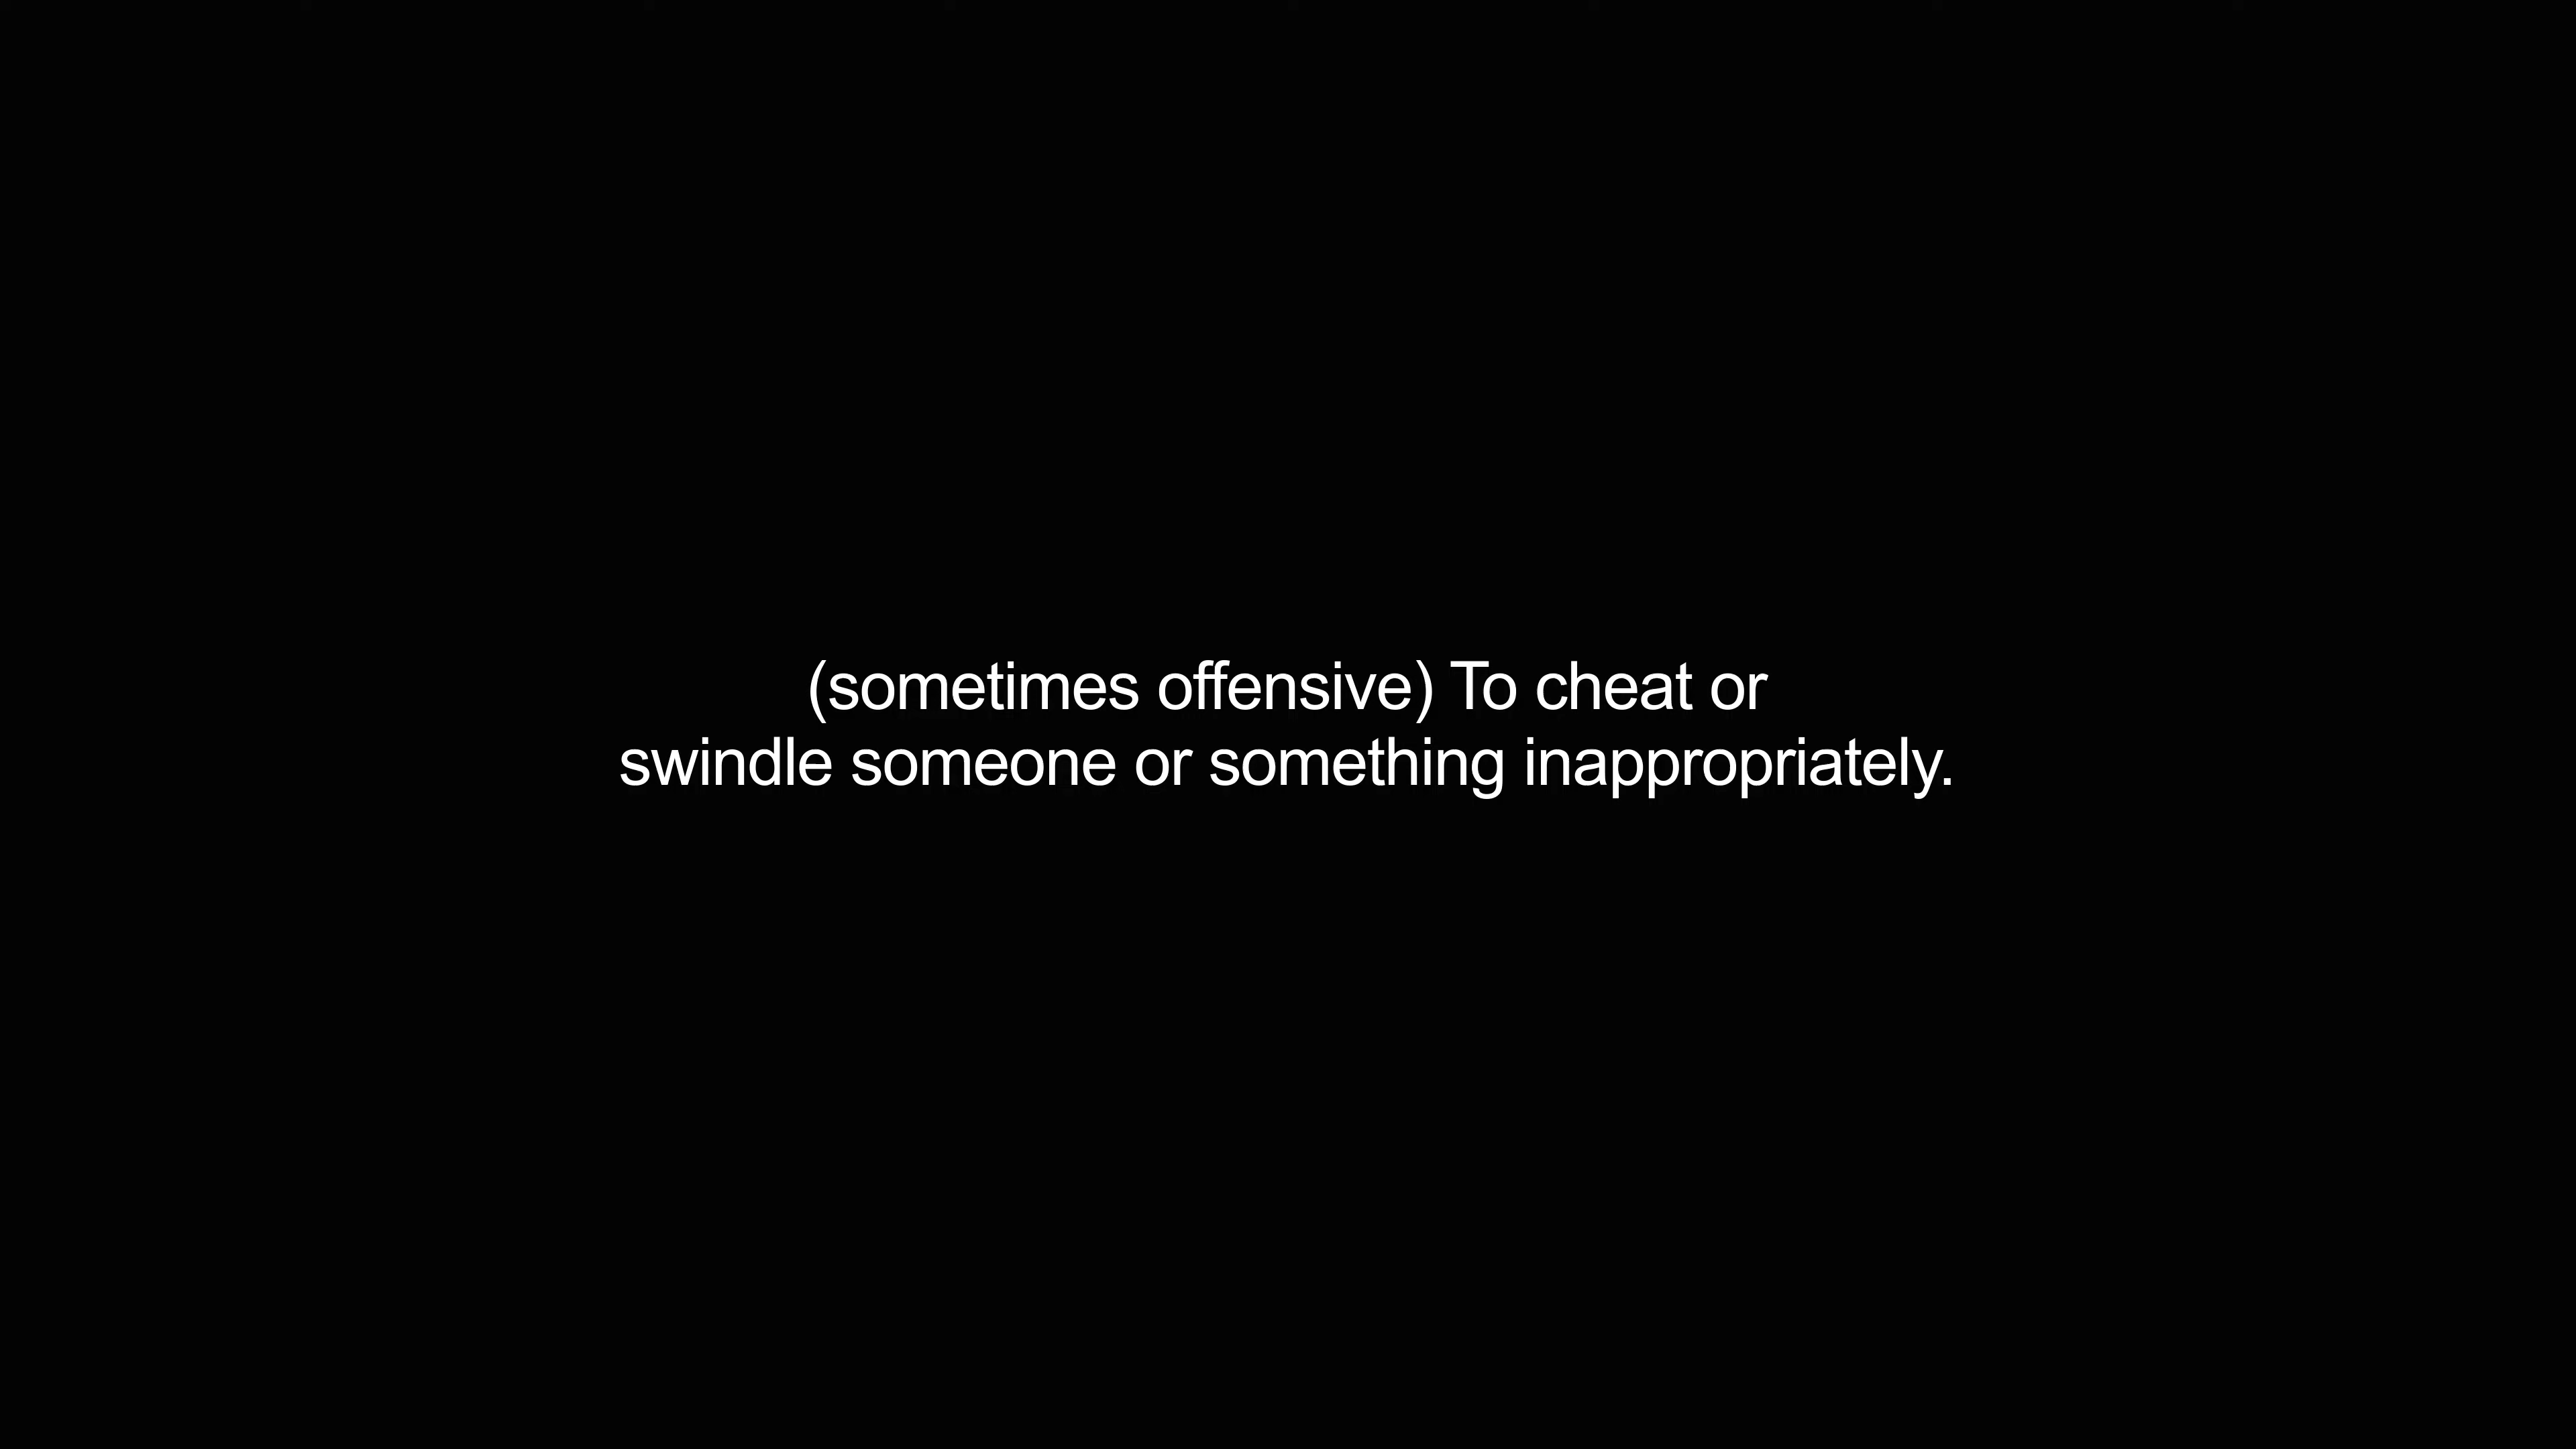 (sometimes offensive) To cheat or
swindle someone or something inappropriately.